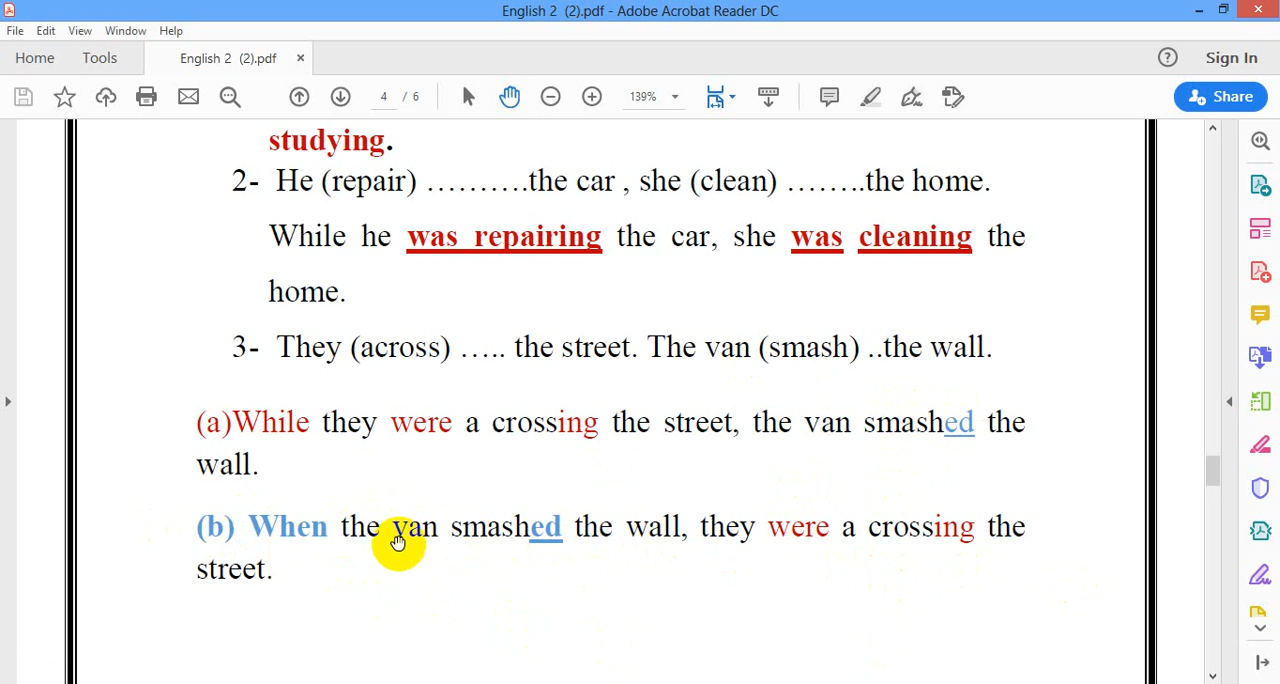 English 2 (2).pdf - Adobe Acrobat Reader DC
File Edit View Window Help
Home Tools English 2 (2).pdf × Sign In
4 / 6 139% Share
studying.
2- He (repair) ……….the car , she (clean) ……..the home.
While he was repairing the car, she was cleaning the
home.
3- They (across) ….. the street. The van (smash) ..the wall.
(a)While they were a crossing the street, the van smashed the
wall.
(b) When the van smashed the wall, they were a crossing the
street.